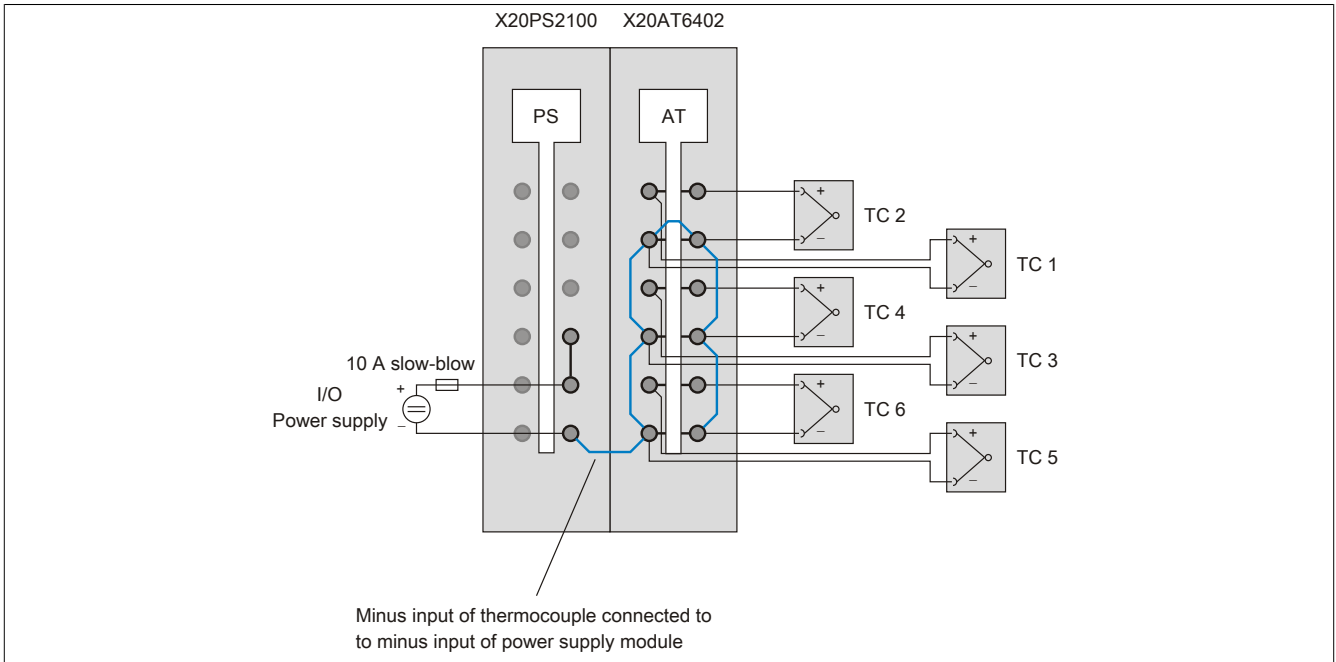 X20PS2100 X20AT6402
PS
AT
+
−
TC 2
+
−
TC 1
+
−
TC 4
+
−
TC 3
+
−
TC 6
+
−
TC 5
10 A slow-blow
I/O
Power supply
+
−
Minus input of thermocouple connected to
to minus input of power supply module